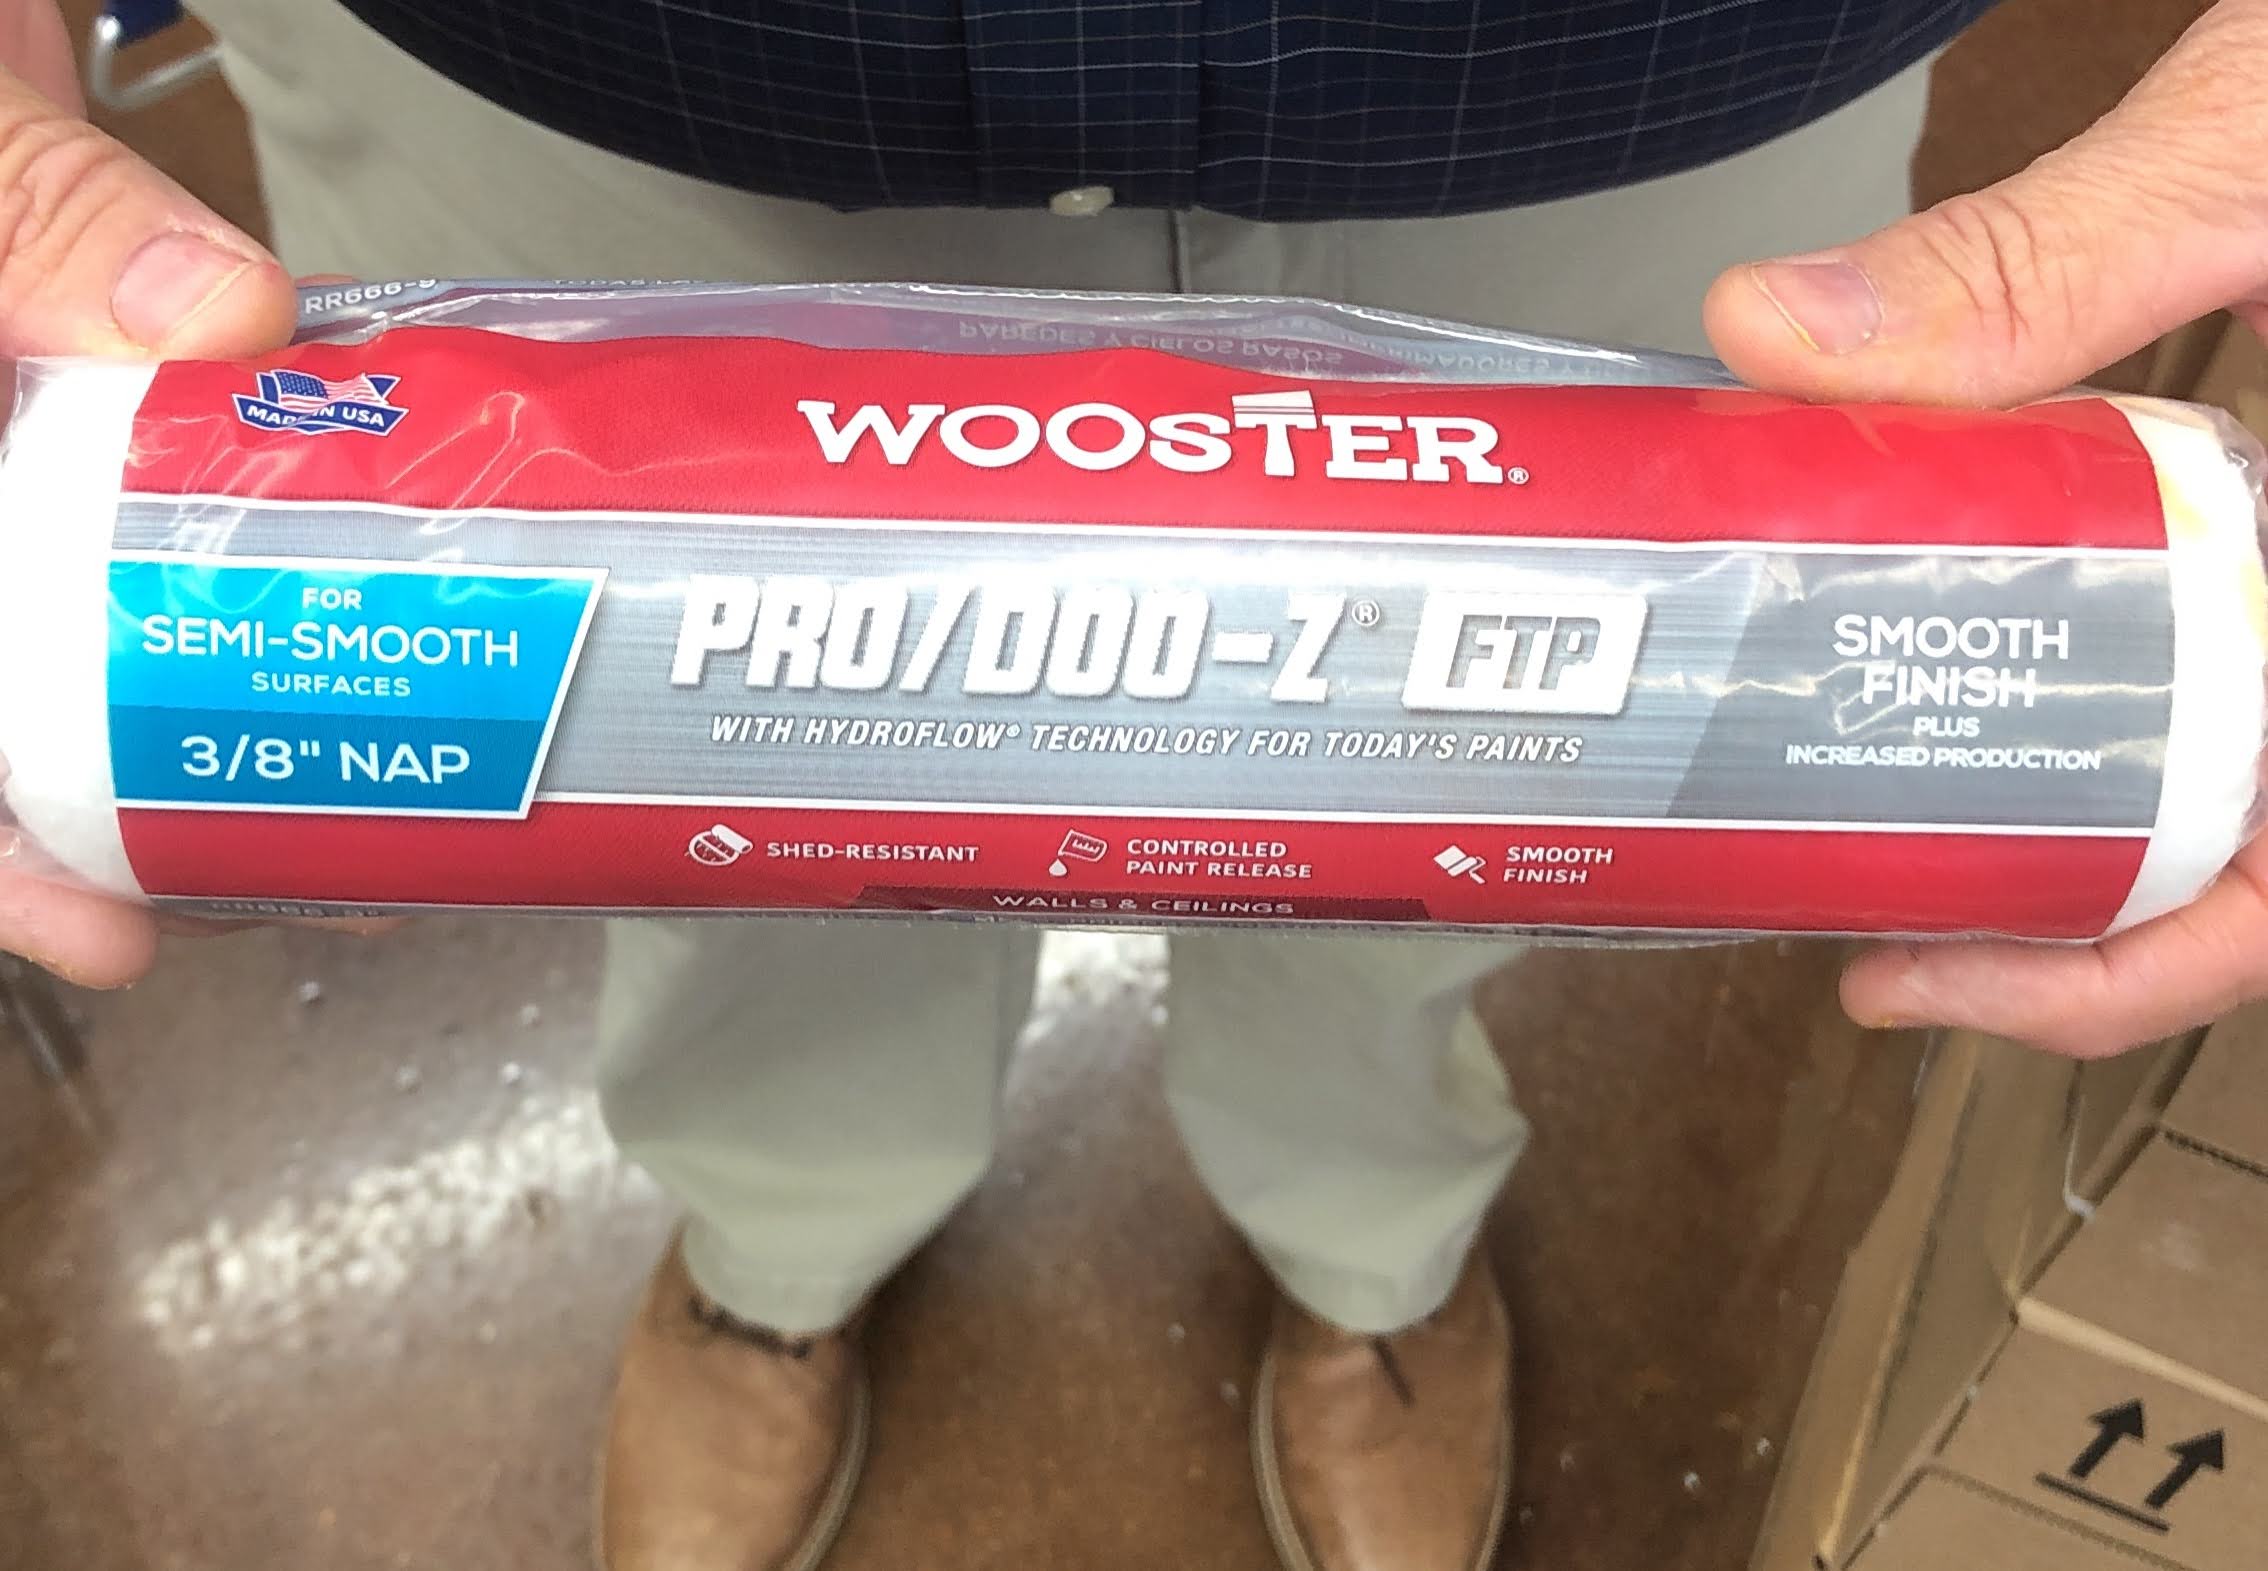 RR666-9
PAREDES Y CIELOS RASOS
MADE IN USA
WOOSTER®
FOR
SEMI-SMOOTH
SURFACES
3/8" NAP
PRO/DOO-Z® FTP
WITH HYDROFLOW® TECHNOLOGY FOR TODAY'S PAINTS
SMOOTH
FINISH
PLUS
INCREASED PRODUCTION
SHED-RESISTANT
CONTROLLED
PAINT RELEASE
SMOOTH
FINISH
WALLS & CEILINGS